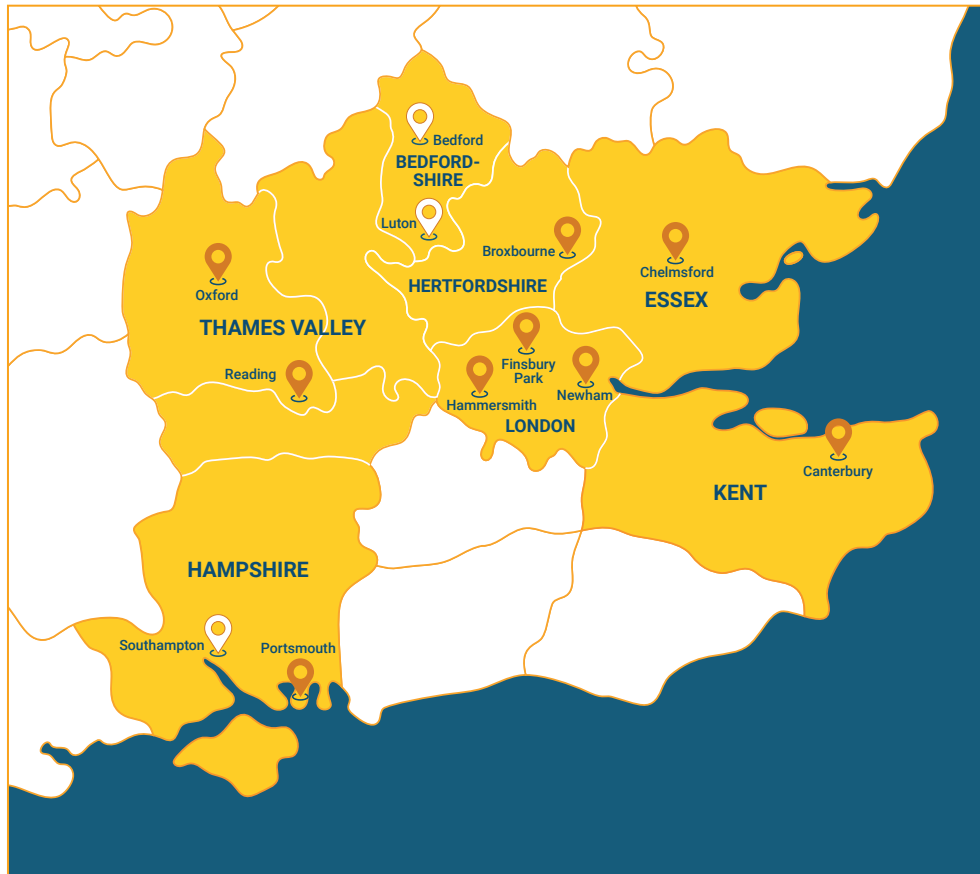 Bedford
BEDFORD-
SHIRE
Luton
Broxbourne
Chelmsford
Oxford
HERTFORDSHIRE
ESSEX
THAMES VALLEY
Finsbury
Park
Reading
Newham
Hammersmith
LONDON
Canterbury
KENT
HAMPSHIRE
Southampton
Portsmouth